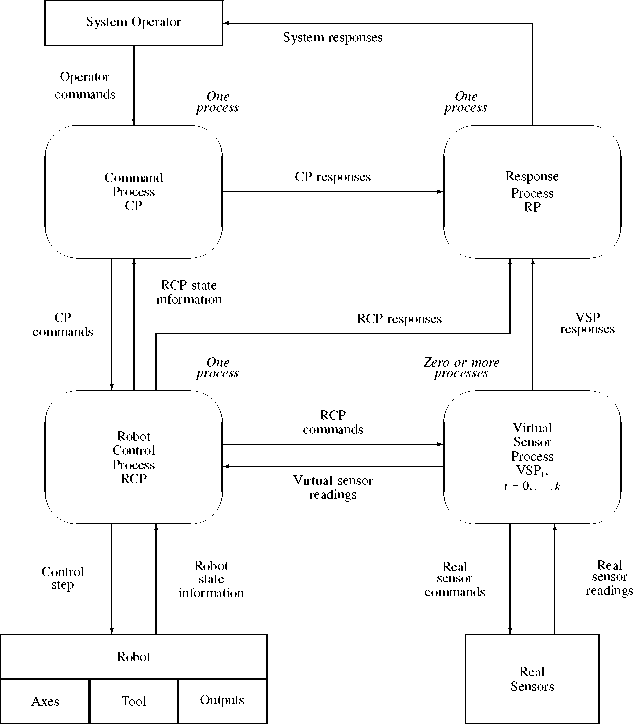 System Operator
System responses
Operator
commands
One
process
One
process
Command
Process
CP
CP responses
Response
Process
RP
RCP state
information
CP
commands
RCP responses
VSP
responses
One
process
Zero or more
processes
Robot
Control
Process
RCP
RCP
commands
Virtual sensor
readings
Virtual
Sensor
Process
VSPi,
i = 0, . . . , k
Control
step
Robot
state
information
Real
sensor
commands
Real
sensor
readings
Robot
Axes
Tool
Outputs
Real
Sensors